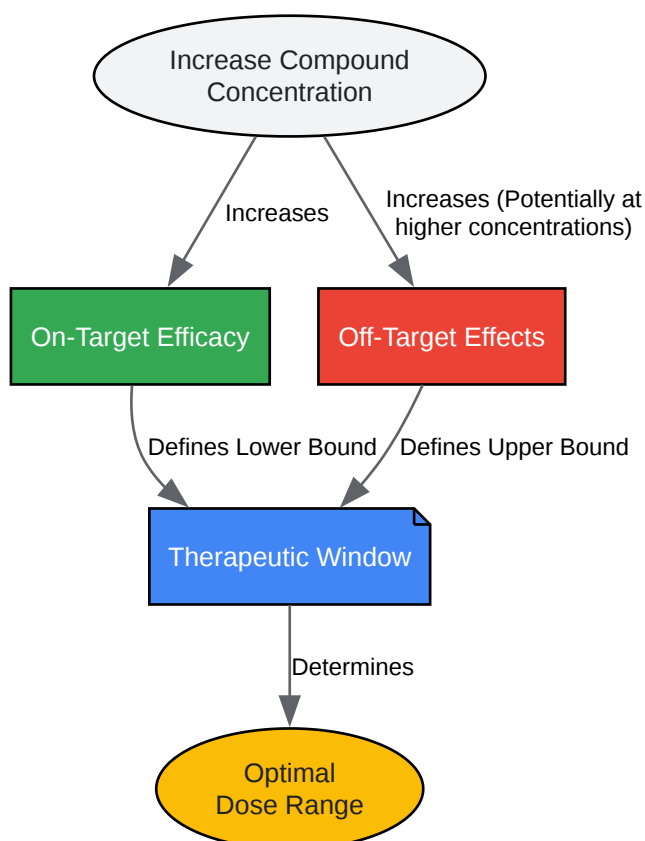 Increase Compound
Concentration
Increases
Increases (Potentially at
higher concentrations)
On-Target Efficacy
Off-Target Effects
Defines Lower Bound
Defines Upper Bound
Therapeutic Window
Determines
Optimal
Dose Range